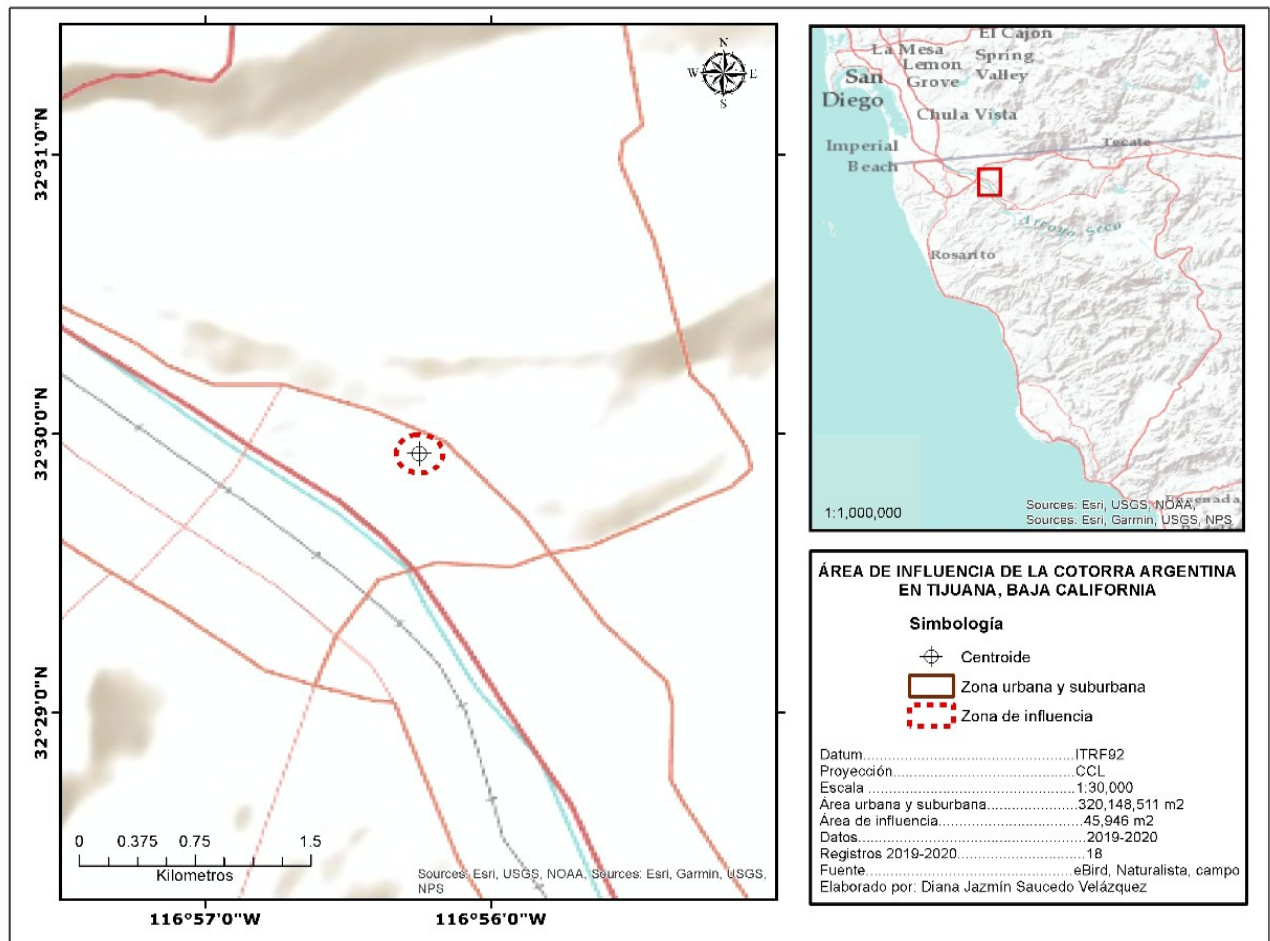 N
W E
S
32°31'0"N
32°30'0"N
32°29'0"N
0 0.375 0.75 1.5
Kilometros
Sources: Esri, USGS, NOAA, Sources: Esri, Garmin, USGS,
NPS
116°57'0"W 116°56'0"W
El Cajon
La Mesa
Spring
Lemon
Valley
Grove
San
Diego
Chula Vista
Imperial
Beach
Tecate
Arroyo Seco
Rosarito
Ensenada
1:1,000,000
Sources: Esri, USGS, NOAA,
Sources: Esri, Garmin, USGS, NPS
ÁREA DE INFLUENCIA DE LA COTORRA ARGENTINA
EN TIJUANA, BAJA CALIFORNIA
Simbología
Centroide
Zona urbana y suburbana
Zona de influencia
Datum..............................ITRF92
Proyección..........................CCL
Escala ..............................1:30,000
Área urbana y suburbana....................320,148,511 m2
Área de influencia..........................45,946 m2
Datos..............................2019-2020
Registros 2019-2020....................18
Fuente..............................eBird, Naturalista, campo
Elaborado por: Diana Jazmín Saucedo Velázquez